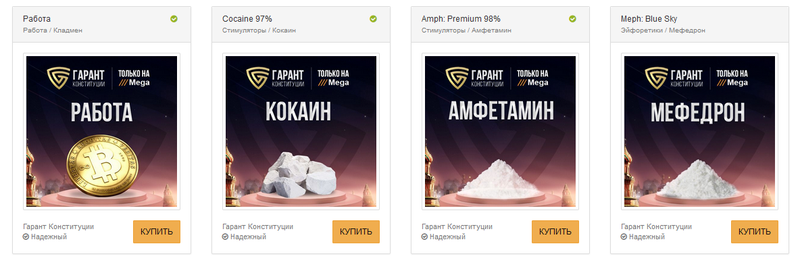 Работа
Работа / Кладмен
ГАРАНТ
КОНСТИТУЦИИ
ТОЛЬКО НА
Mega
РАБОТА
Гарант Конституции
Надежный
КУПИТЬ
Cocaine 97%
Стимуляторы / Кокаин
ГАРАНТ
КОНСТИТУЦИИ
ТОЛЬКО НА
Mega
КОКАИН
Гарант Конституции
Надежный
КУПИТЬ
Amph: Premium 98%
Стимуляторы / Амфетамин
ГАРАНТ
КОНСТИТУЦИИ
ТОЛЬКО НА
Mega
АМФЕТАМИН
Гарант Конституции
Надежный
КУПИТЬ
Meph: Blue Sky
Эйфоретики / Мефедрон
ГАРАНТ
КОНСТИТУЦИИ
ТОЛЬКО НА
Mega
МЕФЕДРОН
Гарант Конституции
Надежный
КУПИТЬ